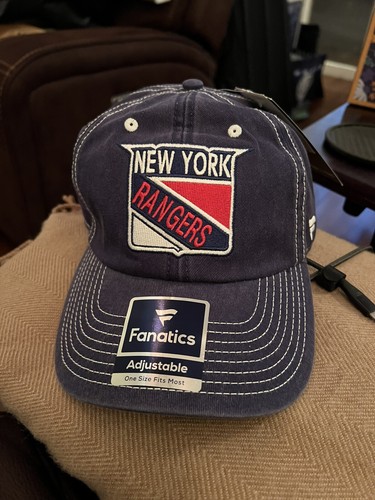 NEW YORK
RANGERS
Fanatics
Adjustable
One Size Fits Most